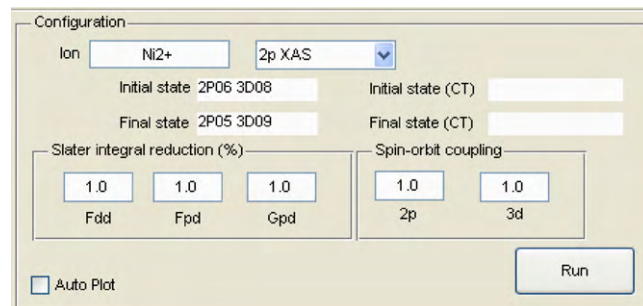 Configuration
Ion Ni2+ 2p XAS
Initial state 2P06 3D08 Initial state (CT)
Final state 2P05 3D09 Final state (CT)
Slater integral reduction (%) Spin-orbit coupling
1.0 1.0 1.0 1.0 1.0
Fdd Fpd Gpd 2p 3d
Auto Plot Run